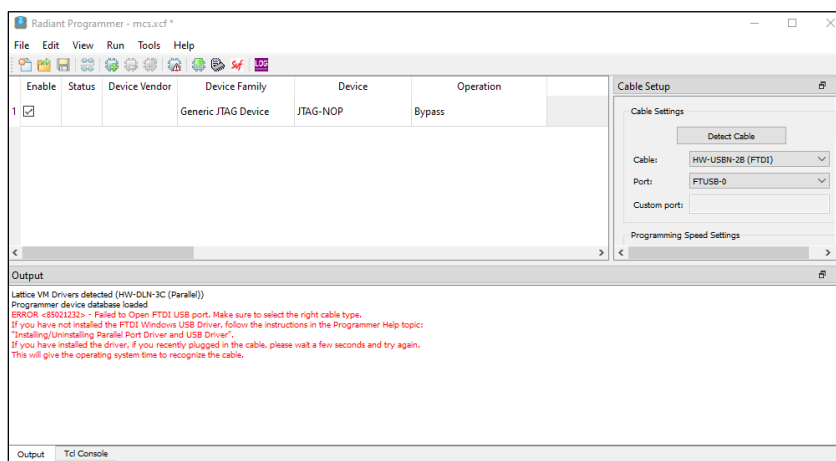 Radiant Programmer - mcs.xcf *
File Edit View Run Tools Help
Svf LOG
Enable Status Device Vendor Device Family Device Operation
1 Generic JTAG Device JTAG-NOP Bypass
Cable Setup
Cable Settings
Detect Cable
Cable: HW-USBN-2B (FTDI)
Port: FTUSB-0
Custom port:
Programming Speed Settings
Output
Lattice VM Drivers detected (HW-DLN-3C (Parallel))
Programmer device database loaded
ERROR <85021232> - Failed to Open FTDI USB port. Make sure to select the right cable type.
If you have not installed the FTDI Windows USB Driver, follow the instructions in the Programmer Help topic:
"Installing/Uninstalling Parallel Port Driver and USB Driver".
If you have installed the driver, if you recently plugged in the cable, please wait a few seconds and try again.
This will give the operating system time to recognize the cable.
Output Tcl Console